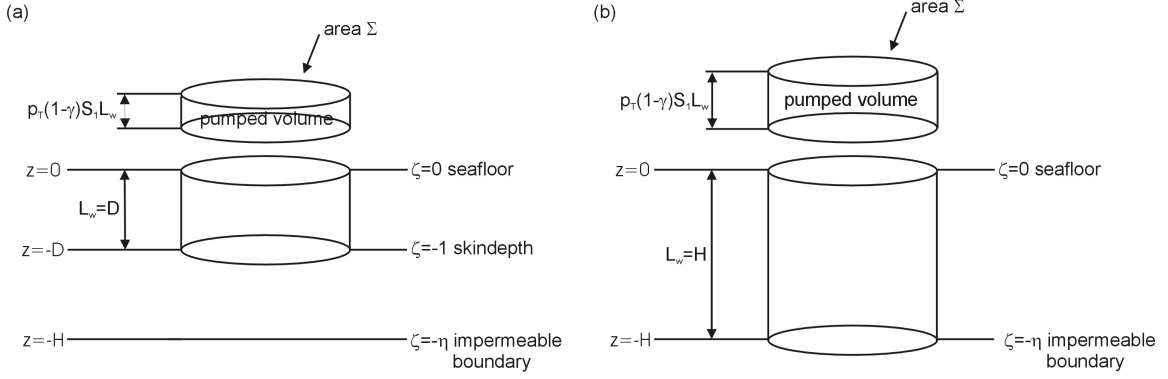 (a)
area Σ
p_T(1-γ)S_1L_w
pumped volume
z=0
ζ=0 seafloor
L_w=D
z=-D
ζ=-1 skindepth
z=-H
ζ=-η impermeable
boundary
(b)
area Σ
p_T(1-γ)S_1L_w
pumped volume
z=0
ζ=0 seafloor
L_w=H
z=-H
ζ=-η impermeable
boundary